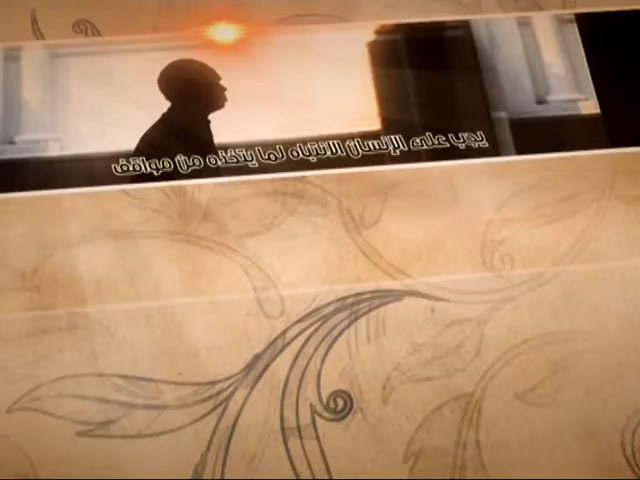 يجب على الإنسان الانتباه لما يتخذه من مواقف